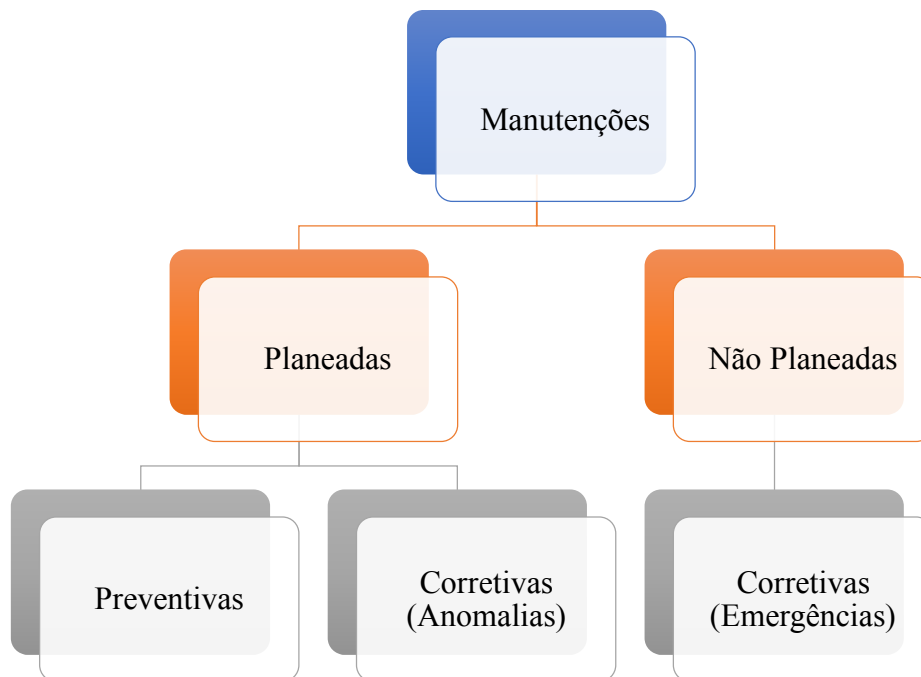 Manutenções
Planeadas
Não Planeadas
Preventivas
Corretivas
(Anomalias)
Corretivas
(Emergências)